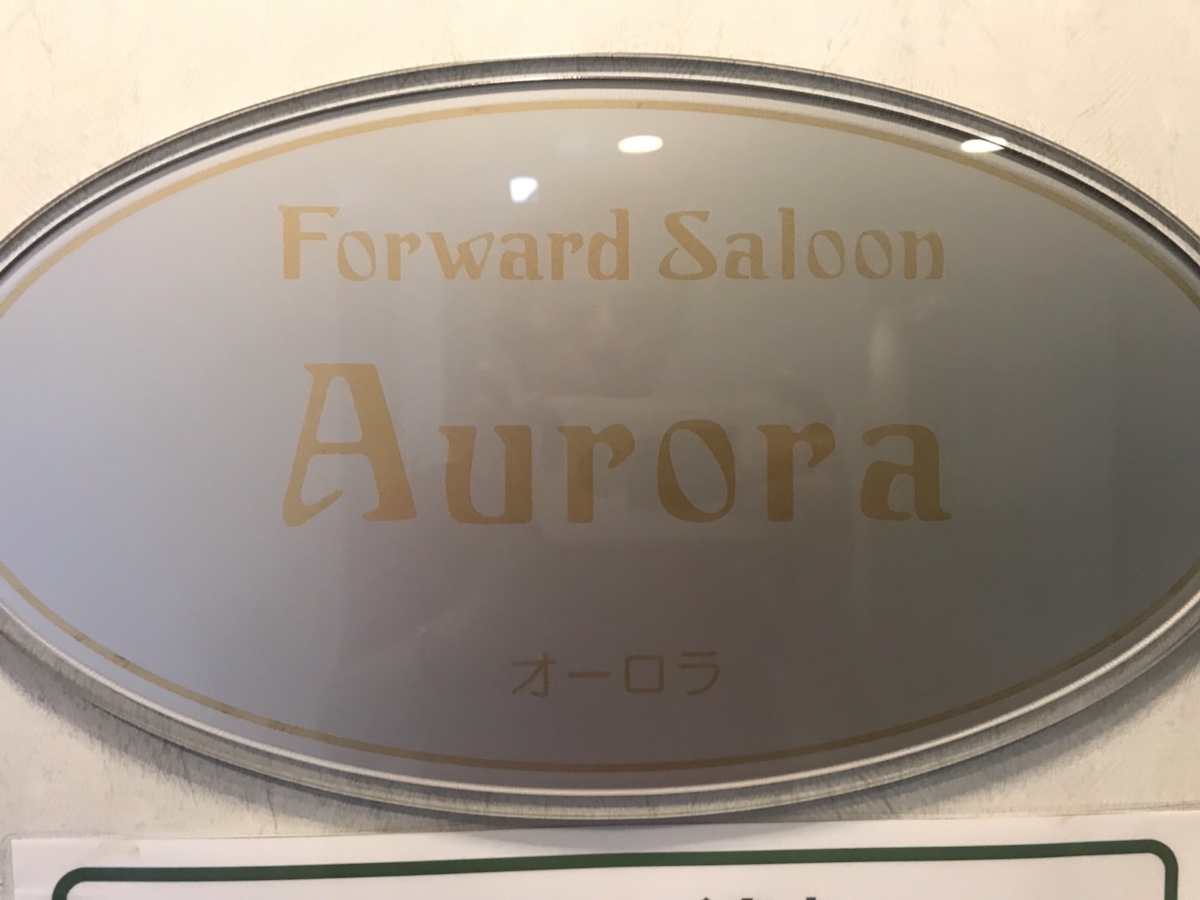 Forward Saloon
Aurora
オーロラ